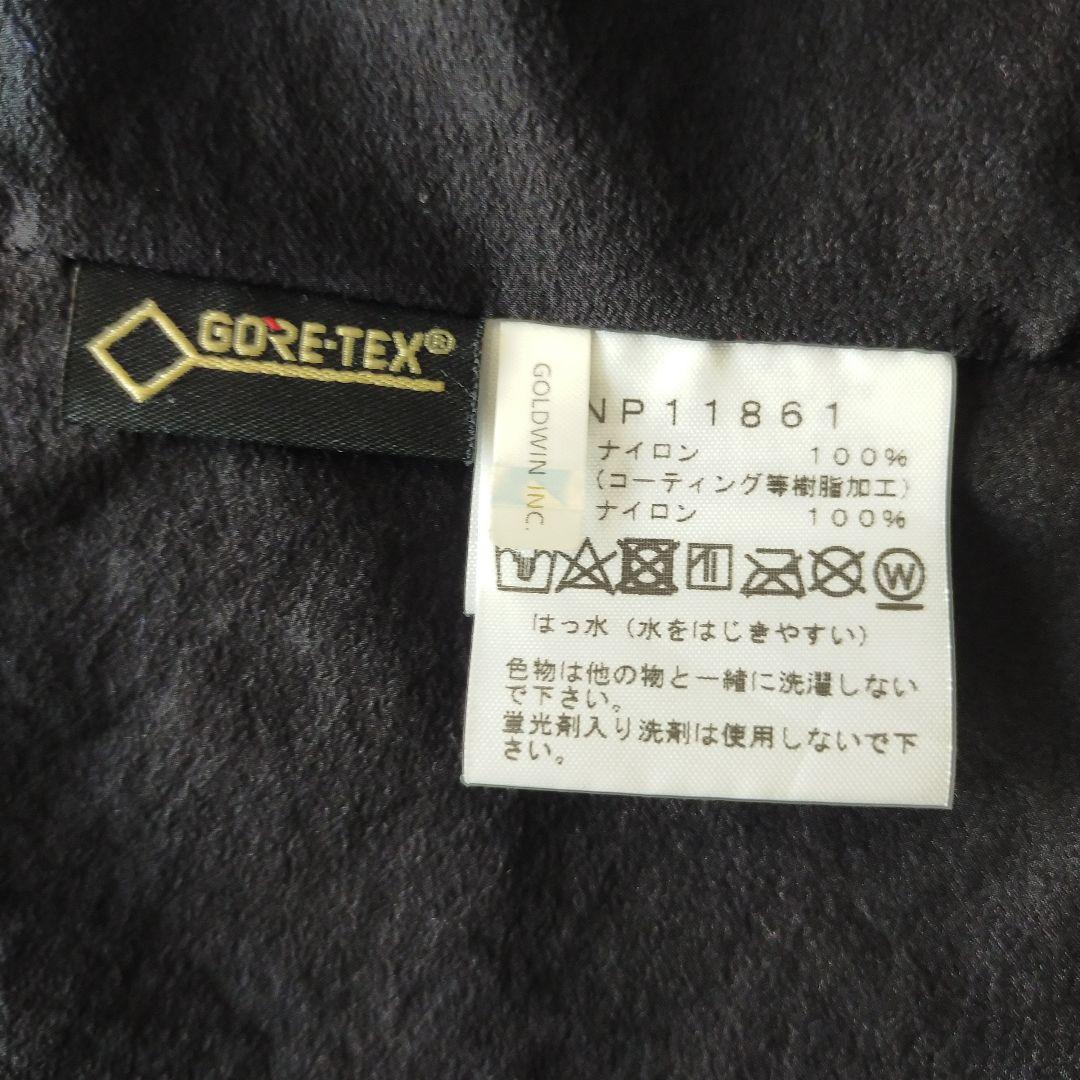 GORE-TEX®
GOLDWIN INC.
NP11861
ナイロン 100%
(コーティング等樹脂加工)
ナイロン 100%
W
はっ水(水をはじきやすい)
色物は他の物と一緒に洗濯しない
で下さい。
蛍光剤入り洗剤は使用しないで下
さい。